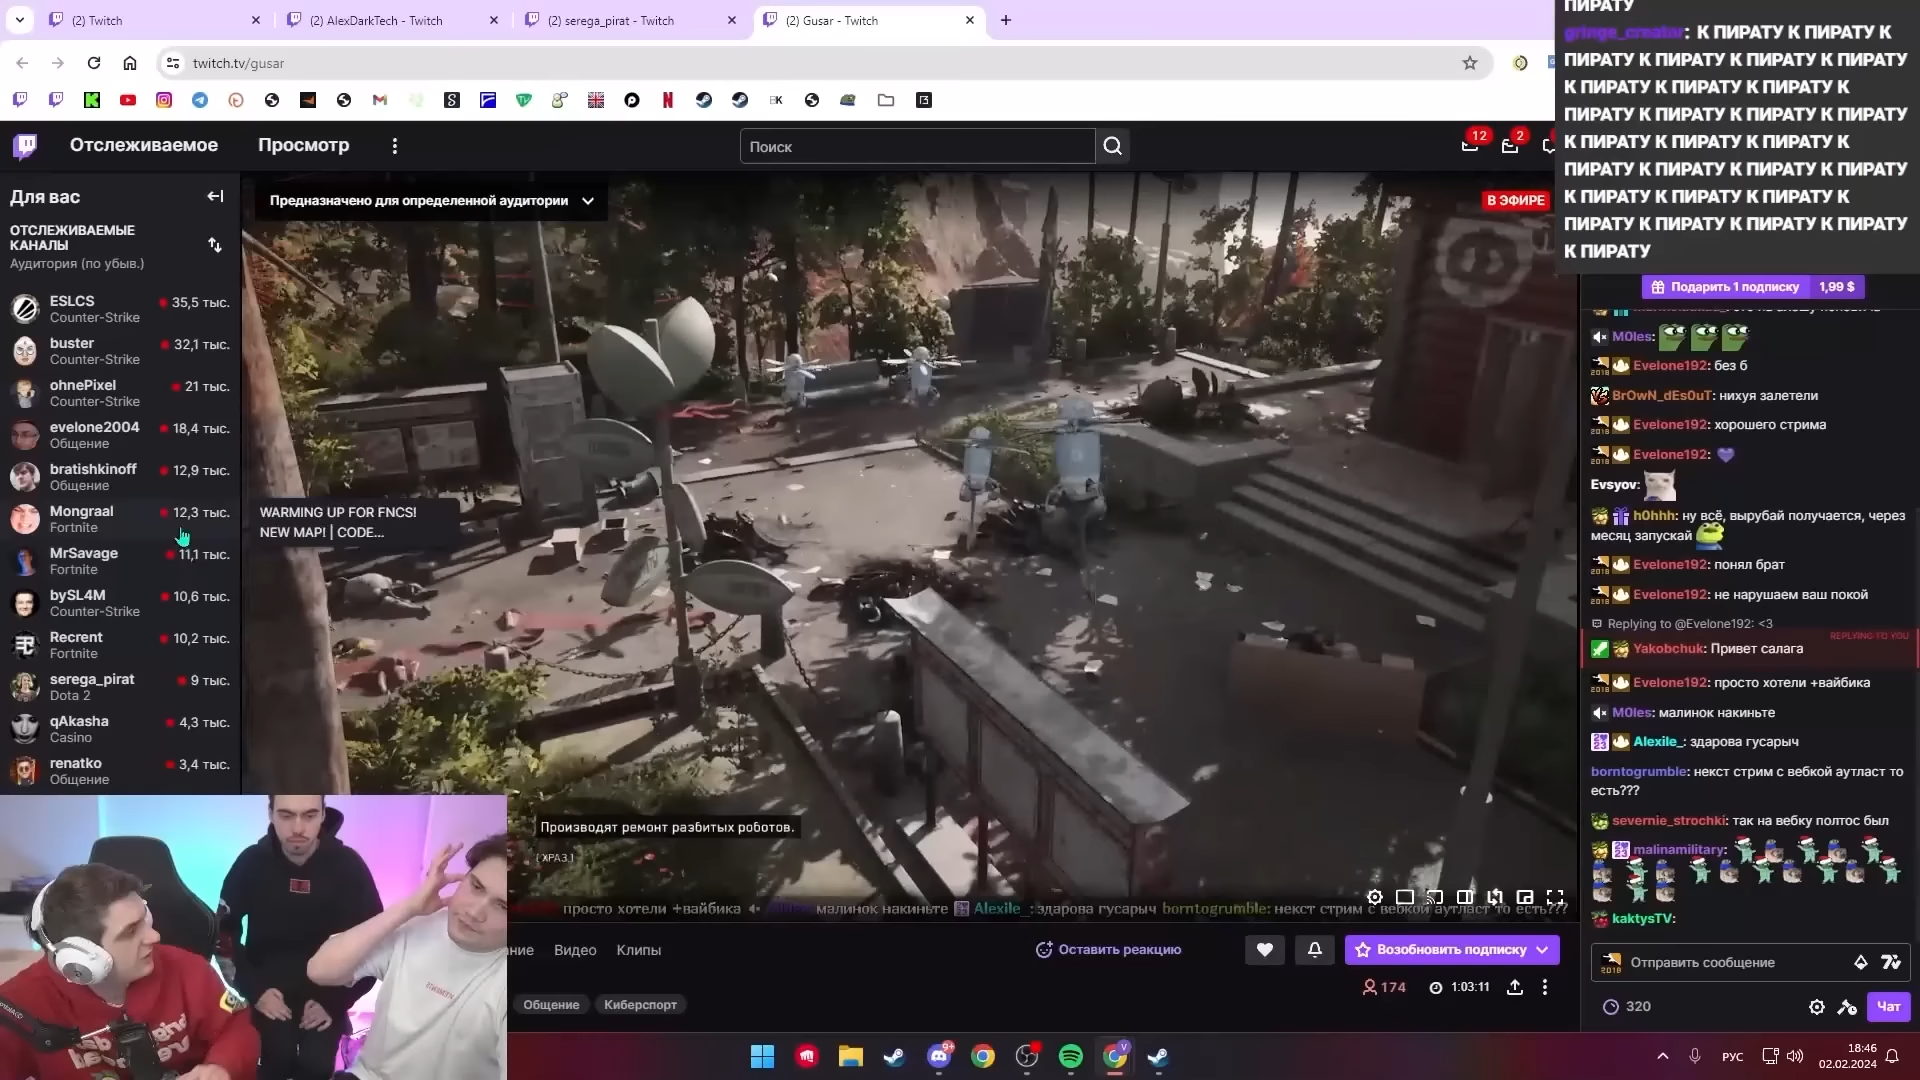 (2) Twitch
(2) AlexDarkTech - Twitch
(2) serega_pirat - Twitch
(2) Gusar - Twitch
twitch.tv/gusar
ПИРАТУ
gringe_creator: К ПИРАТУ К ПИРАТУ К
ПИРАТУ К ПИРАТУ К ПИРАТУ К ПИРАТУ
К ПИРАТУ К ПИРАТУ К ПИРАТУ К
ПИРАТУ К ПИРАТУ К ПИРАТУ К ПИРАТУ
К ПИРАТУ К ПИРАТУ К ПИРАТУ К
ПИРАТУ К ПИРАТУ К ПИРАТУ К ПИРАТУ
К ПИРАТУ К ПИРАТУ К ПИРАТУ К
ПИРАТУ К ПИРАТУ К ПИРАТУ К ПИРАТУ
К ПИРАТУ
Отслеживаемое
Просмотр
Поиск
12
2
Для вас
ОТСЛЕЖИВАЕМЫЕ
КАНАЛЫ
Аудитория (по убыв.)
ESLCS 35,5 тыс.
Counter-Strike
buster 32,1 тыс.
Counter-Strike
ohnePixel 21 тыс.
Counter-Strike
evelone2004 18,4 тыс.
Общение
bratishkinoff 12,9 тыс.
Общение
Mongraal 12,3 тыс.
Fortnite
MrSavage 11,1 тыс.
Fortnite
bySL4M 10,6 тыс.
Counter-Strike
Recrent 10,2 тыс.
Fortnite
serega_pirat 9 тыс.
Dota 2
qAkasha 4,3 тыс.
Casino
renatko 3,4 тыс.
Общение
Предназначено для определенной аудитории
В ЭФИРЕ
WARMING UP FOR FNCS!
NEW MAP! | CODE...
Производят ремонт разбитых роботов.
[ХРАЗ]
просто хотели +вайбика малинок накиньте Alexile_: здарова гусарыч borntogrumble: некст стрим с вебкой аутласт то есть???
Видео
Клипы
Оставить реакцию
Возобновить подписку
174
1:03:11
Общение
Киберспорт
Подарить 1 подписку 1,99 $
M0les:
Evelone192: без б
BrOwN_dEs0uT: нихуя залетели
Evelone192: хорошего стрима
Evelone192:
Evsyov:
h0hhh: ну всё, вырубай получается, через
месяц запускай
Evelone192: понял брат
Evelone192: не нарушаем ваш покой
Replying to @Evelone192: <3
REPLYING TO YOU
Yakobchuk: Привет салага
Evelone192: просто хотели +вайбика
M0les: малинок накиньте
Alexile_: здарова гусарыч
borntogrumble: некст стрим с вебкой аутласт то
есть???
severnie_strochki: так на вебку полтос был
malinamilitary:
kaktysTV:
Отправить сообщение
320
Чат
РУС
18:46
02.02.2024